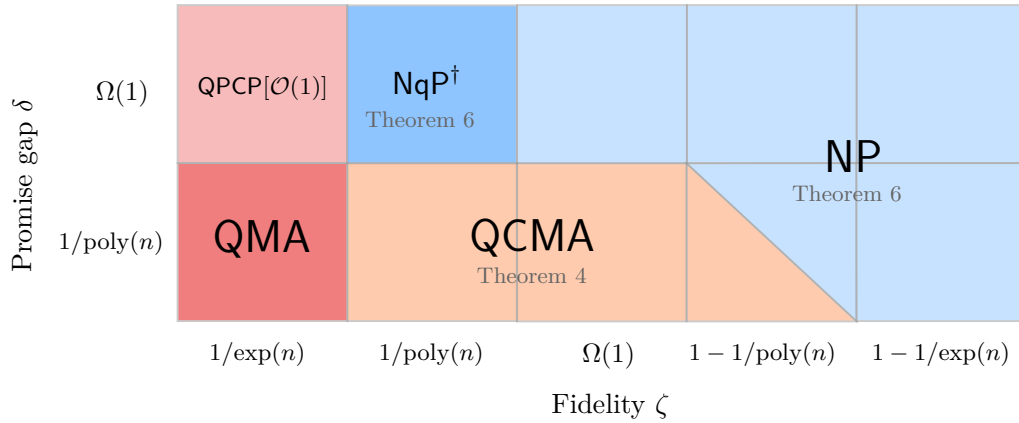 Promise gap δ
Ω(1)
QPCP[𝒪(1)]
NqP†
Theorem 6
NP
Theorem 6
1/poly(n)
QMA
QCMA
Theorem 4
1/exp(n)
1/poly(n)
Ω(1)
1 − 1/poly(n)
1 − 1/exp(n)
Fidelity ζ